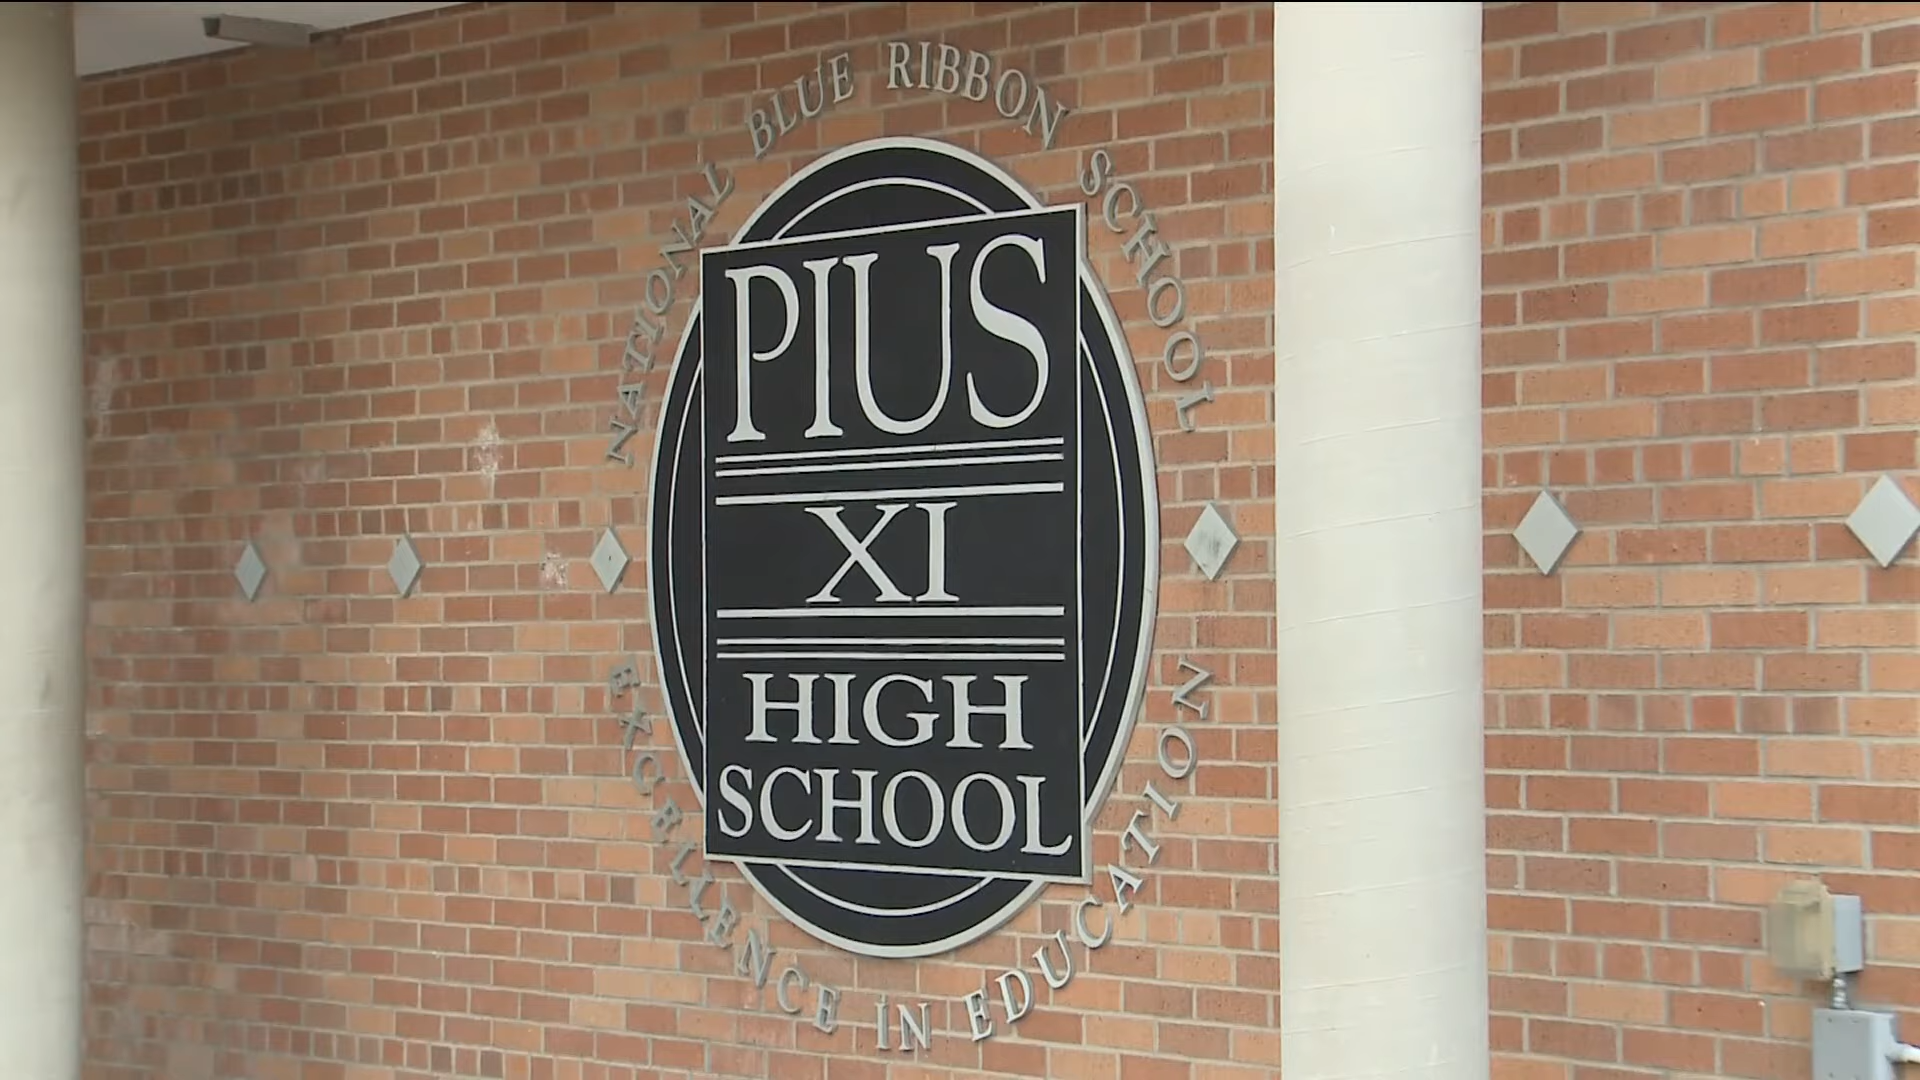 NATIONAL BLUE RIBBON SCHOOL
PIUS
XI
HIGH
SCHOOL
EXCELLENCE IN EDUCATION